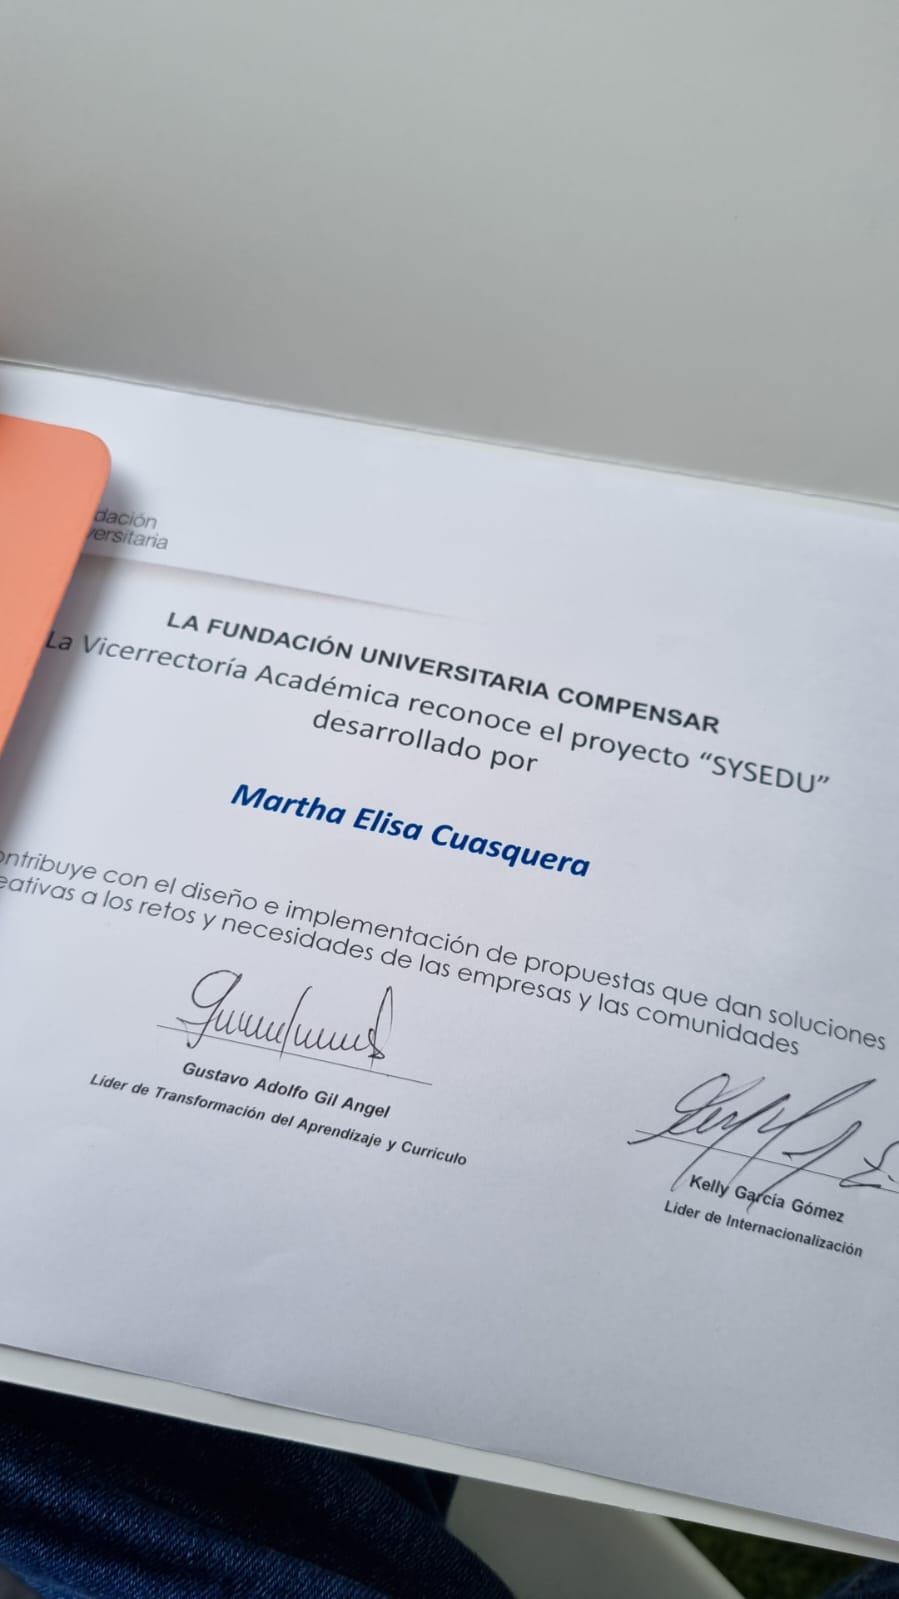 dación
versitaria
LA FUNDACIÓN UNIVERSITARIA COMPENSAR
La Vicerrectoría Académica reconoce el proyecto “SYSEDU”
desarrollado por
Martha Elisa Cuasquera
ontribuye con el diseño e implementación de propuestas que dan soluciones
eativas a los retos y necesidades de las empresas y las comunidades
Gustavo Adolfo Gil Angel
Líder de Transformación del Aprendizaje y Currículo
Kelly García Gómez
Líder de Internacionalización